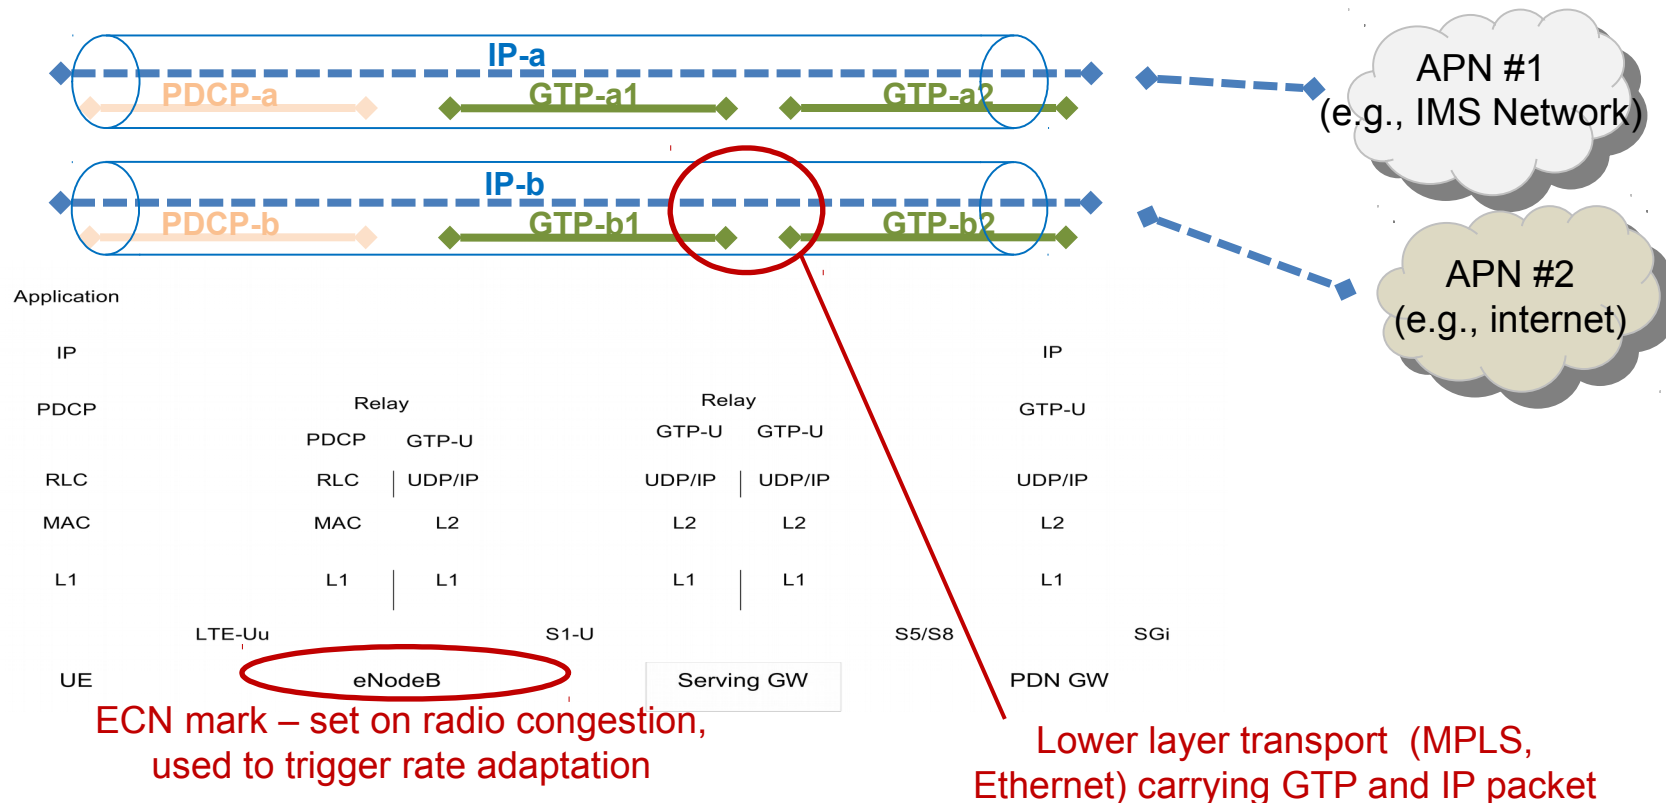 IP-a
PDCP-a GTP-a1 GTP-a2
APN #1
(e.g., IMS Network)
IP-b
PDCP-b GTP-b1 GTP-b2
APN #2
(e.g., internet)
Application
IP IP
PDCP Relay Relay GTP-U
PDCP GTP-U GTP-U GTP-U
RLC RLC UDP/IP UDP/IP UDP/IP UDP/IP
MAC MAC L2 L2 L2 L2
L1 L1 L1 L1 L1 L1
LTE-Uu S1-U S5/S8 SGi
UE eNodeB Serving GW PDN GW
ECN mark – set on radio congestion,
used to trigger rate adaptation
Lower layer transport (MPLS,
Ethernet) carrying GTP and IP packet